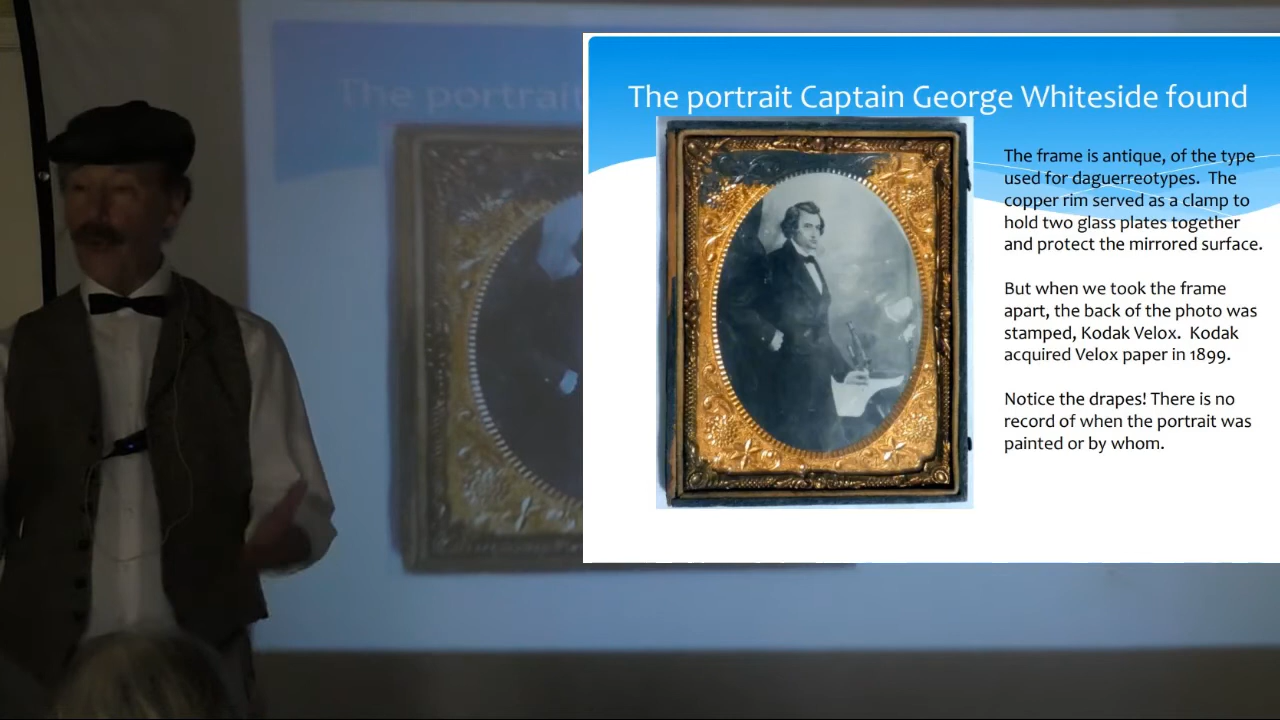 The portrait
The portrait Captain George Whiteside found
The frame is antique, of the type
used for daguerreotypes. The
copper rim served as a clamp to
hold two glass plates together
and protect the mirrored surface.
But when we took the frame
apart, the back of the photo was
stamped, Kodak Velox. Kodak
acquired Velox paper in 1899.
Notice the drapes! There is no
record of when the portrait was
painted or by whom.